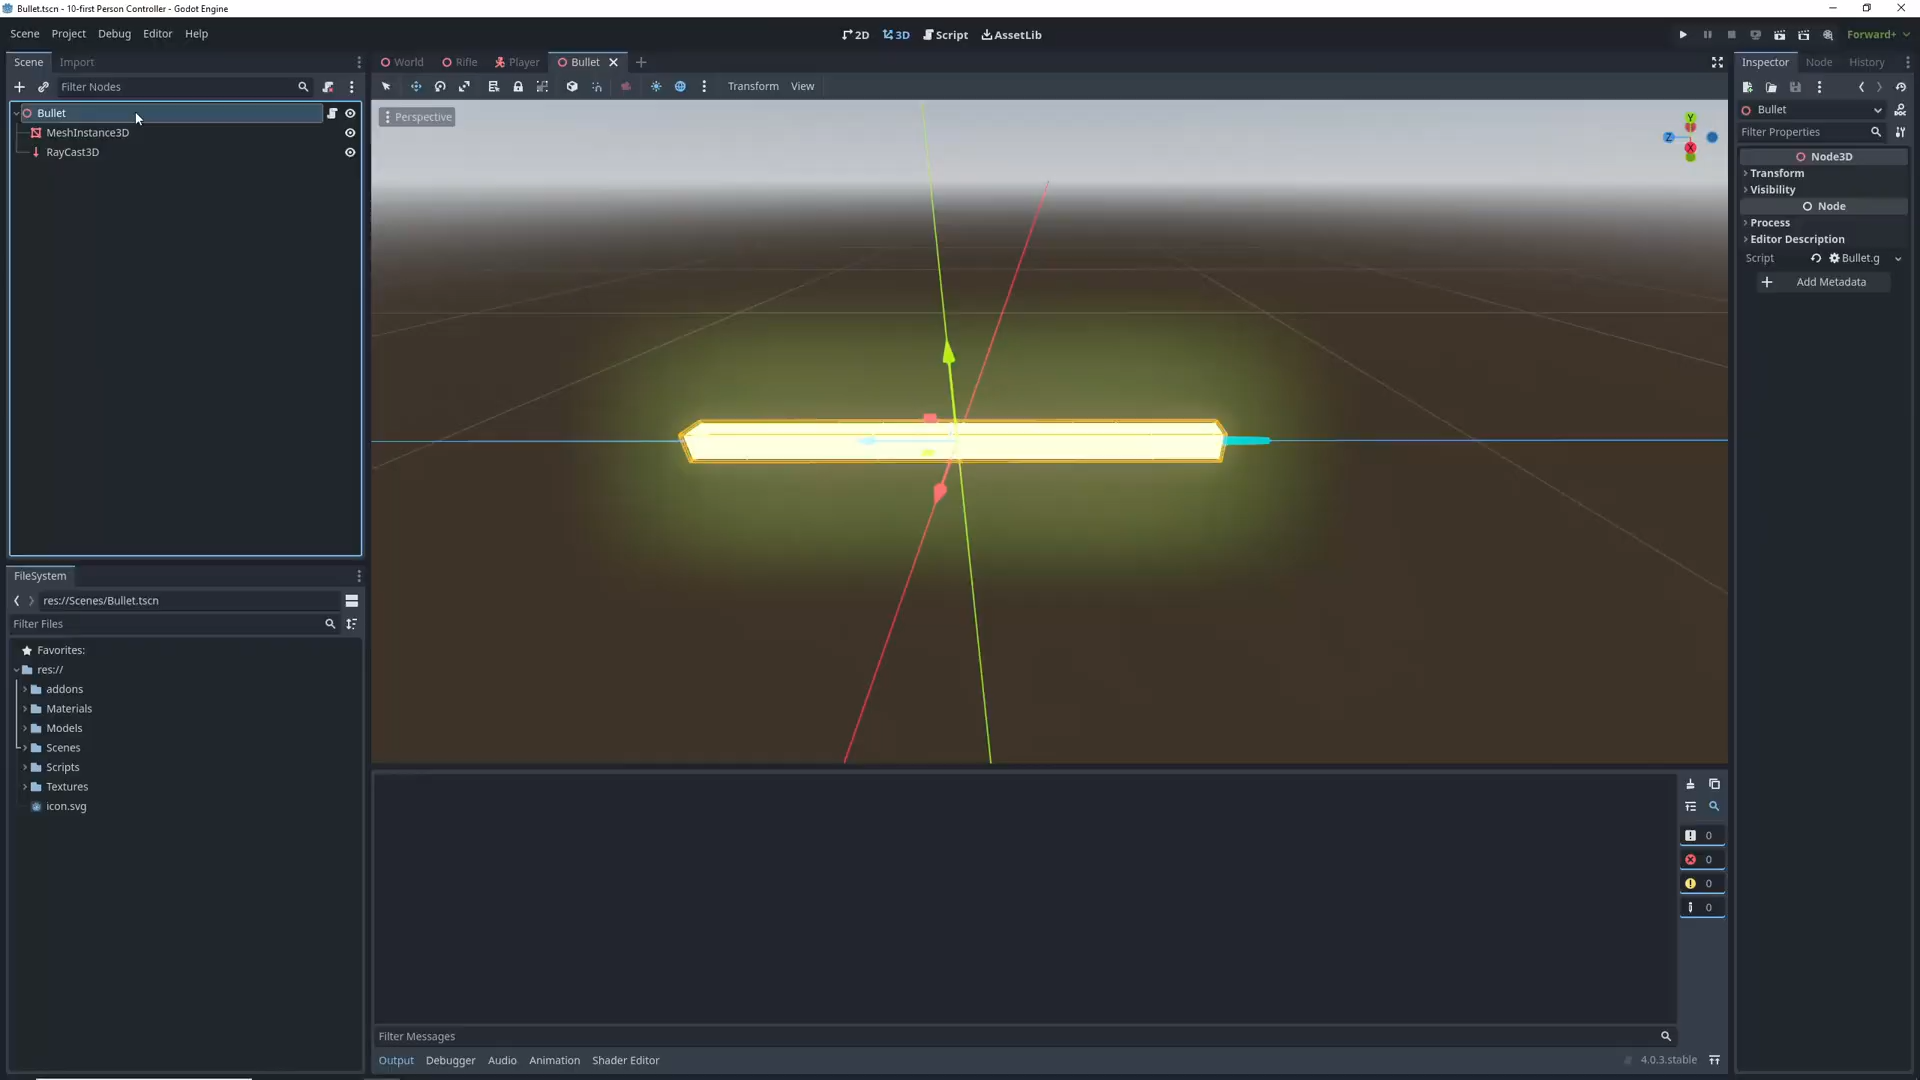 Bullet.tscn - 10-first Person Controller - Godot Engine
Scene Project Debug Editor Help
2D 3D Script AssetLib
Forward+
Scene Import
World Rifle Player Bullet
Inspector Node History
Filter Nodes
Transform View
Bullet
MeshInstance3D
RayCast3D
Perspective
Y
Z
X
Bullet
Filter Properties
Node3D
Transform
Visibility
Node
Process
Editor Description
Script Bullet.g
Add Metadata
FileSystem
res://Scenes/Bullet.tscn
Filter Files
Favorites:
res://
addons
Materials
Models
Scenes
Scripts
Textures
icon.svg
0
0
0
0
Filter Messages
Output Debugger Audio Animation Shader Editor
4.0.3.stable